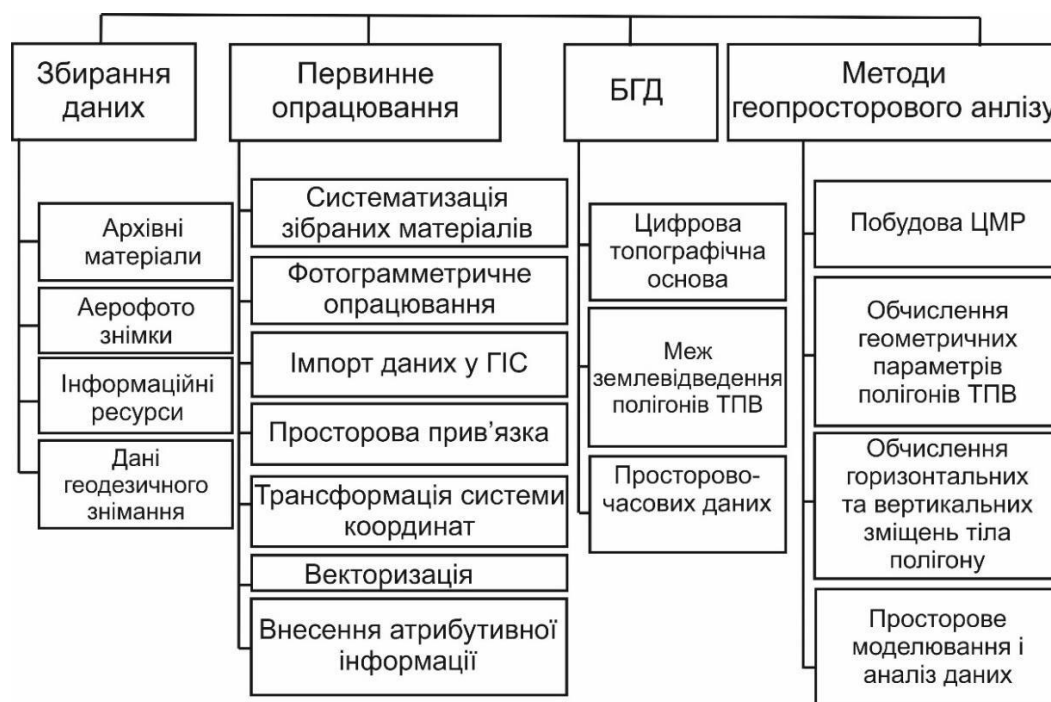 Збирання
даних
Архівні
матеріали
Аерофото
знімки
Інформаційні
ресурси
Дані
геодезичного
знімання
Первинне
опрацювання
Систематизація
зібраних матеріалів
Фотограмметричне
опрацювання
Імпорт даних у ГІС
Просторова прив’язка
Трансформація системи
координат
Векторизація
Внесення атрибутивної
інформації
БГД
Цифрова
топографічна
основа
Меж
землевідведення
полігонів ТПВ
Просторово-
часових даних
Методи
геопросторового анлізу
Побудова ЦМР
Обчислення
геометричних
параметрів
полігонів ТПВ
Обчислення
горизонтальних
та вертикальних
зміщень тіла
полігону
Просторове
моделювання і
аналіз даних